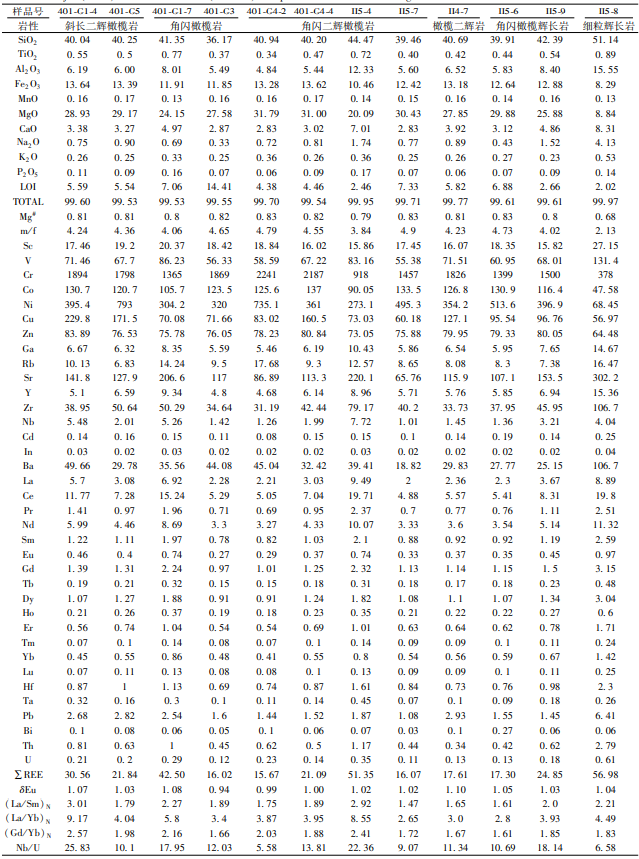 样品号 401-G1-4 401-G5 401-G1-7 401-G3 401-G4-2 401-G4-4 II5-4 II5-7 II4-7 II5-6 II5-9 II5-8
岩性 斜长二辉橄榄岩 角闪橄榄岩 角闪二辉橄榄岩 橄榄二辉岩 角闪橄榄辉长岩 细粒辉长岩
SiO2 40.04 40.25 41.35 36.17 40.94 40.20 44.47 39.46 40.69 39.91 42.39 51.14
TiO2 0.55 0.5 0.77 0.37 0.34 0.47 0.72 0.40 0.42 0.44 0.54 0.89
Al2O3 6.19 6.00 8.01 5.49 4.84 5.44 12.33 5.60 6.52 5.83 8.40 15.55
Fe2O3 13.64 13.39 11.91 11.85 13.28 13.62 10.46 12.42 13.18 12.64 12.88 8.29
MnO 0.16 0.17 0.13 0.16 0.16 0.17 0.14 0.15 0.16 0.14 0.16 0.13
MgO 28.93 29.17 24.15 27.58 31.79 31.00 20.09 30.43 27.85 29.88 25.88 8.84
CaO 3.38 3.27 4.97 2.87 2.83 3.02 7.01 2.83 3.92 3.12 4.86 8.31
Na2O 0.75 0.90 0.69 0.33 0.72 0.81 1.74 0.77 0.89 0.43 1.52 4.13
K2O 0.26 0.25 0.33 0.25 0.36 0.26 0.36 0.25 0.26 0.27 0.23 0.53
P2O5 0.11 0.09 0.16 0.07 0.06 0.09 0.17 0.07 0.06 0.07 0.09 0.14
LOI 5.59 5.54 7.06 14.41 4.38 4.46 2.46 7.33 5.82 6.88 2.66 2.02
TOTAL 99.60 99.53 99.53 99.55 99.70 99.54 99.95 99.71 99.77 99.61 99.61 99.97
Mg# 0.81 0.81 0.8 0.82 0.83 0.82 0.79 0.83 0.81 0.83 0.8 0.68
m/f 4.24 4.36 4.06 4.65 4.79 4.55 3.84 4.9 4.23 4.73 4.02 2.13
Sc 17.46 19.2 20.37 18.42 18.84 16.02 15.86 17.45 16.07 18.35 15.82 27.15
V 71.46 67.7 86.23 56.33 58.59 67.22 83.16 55.38 71.51 60.95 68.01 131.4
Cr 1894 1798 1365 1869 2241 2187 918 1457 1826 1399 1500 378
Co 130.7 120.7 105.7 123.5 125.6 137 90.05 133.5 126.8 130.9 116.4 47.58
Ni 395.4 793 304.2 320 735.1 361 273.1 495.3 354.2 513.6 396.9 68.45
Cu 229.8 171.5 70.08 71.66 83.02 160.5 73.03 60.18 127.1 95.54 96.76 56.97
Zn 83.89 76.53 75.78 76.05 78.23 80.84 73.05 75.88 79.95 79.33 80.05 64.48
Ga 6.67 6.32 8.35 5.59 5.46 6.19 10.43 5.86 6.54 5.95 7.65 14.67
Rb 10.13 6.83 14.24 9.5 17.68 9.3 12.57 8.65 8.08 8.3 7.38 16.47
Sr 141.8 127.9 206.6 117 86.89 113.3 220.1 65.76 115.9 107.1 153.5 302.2
Y 5.1 6.59 9.34 4.8 4.68 6.14 8.96 5.71 5.76 5.85 6.94 15.36
Zr 38.95 50.64 50.29 34.64 31.19 42.44 79.17 40.2 33.73 37.95 45.95 106.7
Nb 5.48 2.01 5.26 1.42 1.26 1.99 7.72 1.01 1.45 1.36 3.21 4.04
Cd 0.14 0.16 0.15 0.11 0.08 0.15 0.15 0.1 0.14 0.19 0.14 0.25
In 0.03 0.02 0.03 0.02 0.02 0.02 0.03 0.02 0.02 0.02 0.02 0.04
Ba 49.66 29.78 35.56 44.08 45.04 32.42 39.41 18.82 29.83 27.77 25.15 106.7
La 5.7 3.08 6.92 2.28 2.21 3.03 9.49 2 2.36 2.3 3.67 8.89
Ce 11.77 7.28 15.24 5.29 5.05 7.04 19.71 4.88 5.57 5.41 8.31 19.8
Pr 1.41 0.97 1.96 0.71 0.69 0.95 2.37 0.7 0.77 0.76 1.11 2.51
Nd 5.99 4.46 8.69 3.3 3.27 4.33 10.07 3.33 3.6 3.54 5.14 11.32
Sm 1.22 1.11 1.97 0.78 0.82 1.03 2.1 0.88 0.92 0.92 1.19 2.59
Eu 0.46 0.4 0.74 0.27 0.29 0.37 0.74 0.33 0.37 0.35 0.45 0.97
Gd 1.39 1.31 2.24 0.97 1.01 1.25 2.32 1.13 1.14 1.15 1.5 3.15
Tb 0.19 0.21 0.32 0.15 0.15 0.18 0.31 0.18 0.17 0.18 0.23 0.48
Dy 1.07 1.27 1.88 0.91 0.91 1.24 1.82 1.08 1.1 1.07 1.34 3.04
Ho 0.21 0.26 0.37 0.19 0.18 0.23 0.35 0.21 0.22 0.22 0.27 0.6
Er 0.56 0.74 1.04 0.54 0.54 0.69 1.01 0.63 0.64 0.62 0.78 1.71
Tm 0.07 0.1 0.14 0.08 0.07 0.1 0.14 0.09 0.09 0.1 0.11 0.24
Yb 0.45 0.55 0.86 0.48 0.41 0.55 0.8 0.54 0.56 0.59 0.67 1.42
Lu 0.07 0.11 0.13 0.08 0.08 0.1 0.13 0.09 0.09 0.1 0.11 0.25
Hf 0.87 1 1.13 0.69 0.74 0.87 1.61 0.84 0.73 0.76 0.98 2.3
Ta 0.32 0.16 0.3 0.1 0.11 0.14 0.45 0.07 0.1 0.09 0.18 0.26
Pb 2.68 2.82 2.54 1.6 1.44 1.52 1.87 1.08 2.93 1.55 1.45 6.41
Bi 0.1 0.08 0.06 0.05 0.1 0.06 0.07 0.03 0.1 0.27 0.06 0.06
Th 0.81 0.63 1 0.45 0.62 0.5 1.17 0.44 0.34 0.42 0.62 2.79
U 0.21 0.2 0.29 0.12 0.23 0.14 0.35 0.11 0.13 0.13 0.18 0.61
∑REE 30.56 21.84 42.50 16.02 15.67 21.09 51.35 16.07 17.61 17.30 24.85 56.98
δEu 1.07 1.03 1.08 0.94 0.99 1.00 1.02 1.02 1.10 1.05 1.03 1.04
(La/Sm)N 3.01 1.79 2.27 1.89 1.75 1.89 2.92 1.47 1.65 1.61 2.0 2.21
(La/Yb)N 9.17 4.04 5.8 3.4 3.87 3.95 8.55 2.65 3.0 2.8 3.93 4.49
(Gd/Yb)N 2.57 1.98 2.16 1.66 2.03 1.88 2.41 1.72 1.67 1.61 1.85 1.83
Nb/U 25.83 10.1 17.95 12.03 5.58 13.81 22.36 9.07 11.34 10.69 18.14 6.58